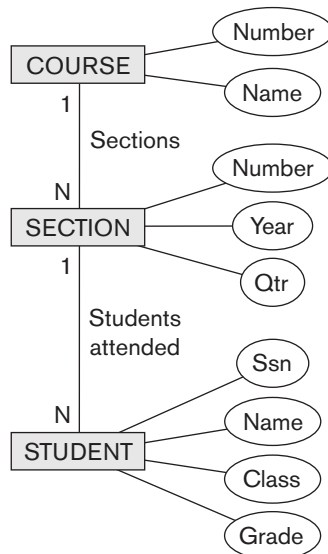 Number
COURSE
Name
1
Sections
Number
N
SECTION
Year
1
Qtr
Students
attended
Ssn
N
Name
STUDENT
Class
Grade